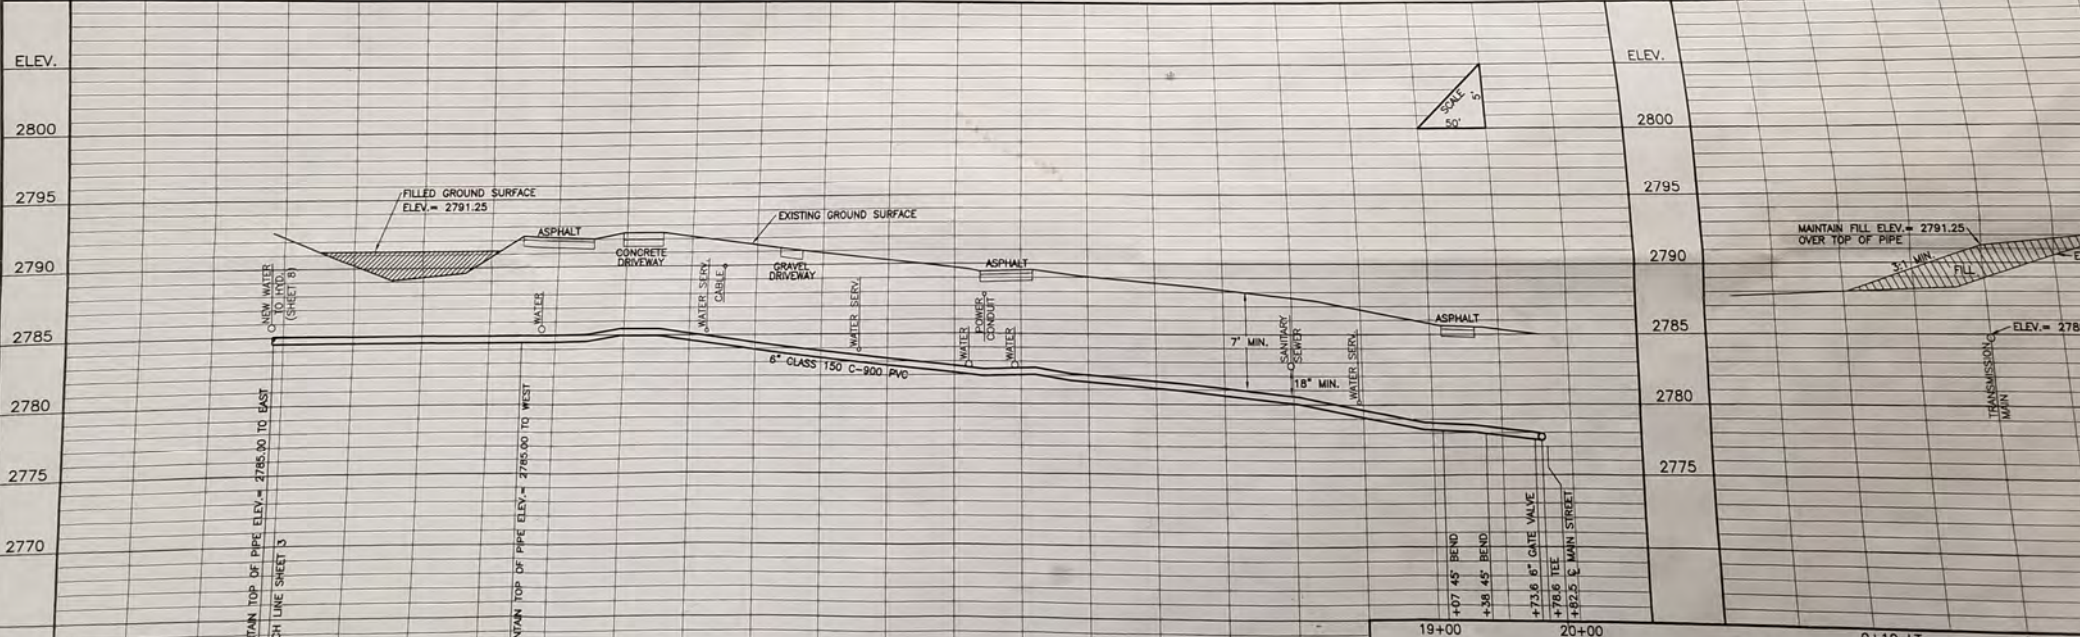 ELEV.
2800
2795
2790
2785
2780
2775
2770
FILLED GROUND SURFACE
ELEV.= 2791.25
ASPHALT
CONCRETE
DRIVEWAY
EXISTING GROUND SURFACE
GRAVEL
DRIVEWAY
ASPHALT
ASPHALT
NEW WATER
TO HYD.
(SHEET 8)
WATER
WATER SERV.
CABLE
WATER SERV.
WATER
POWER
CONDUIT
WATER
7' MIN.
SANITARY
SEWER
18" MIN.
WATER SERV.
6" CLASS 150 C-900 PVC
TOP OF PIPE ELEV.= 2785.00 TO EAST
LINE SHEET 3
TOP OF PIPE ELEV.= 2785.00 TO WEST
SCALE
5'
50'
+07 45° BEND
+38 45° BEND
+73.6 6" GATE VALVE
+78.6 TEE
+82.5 ℄ MAIN STREET
19+00
20+00
ELEV.
2800
2795
2790
2785
2780
2775
MAINTAIN FILL ELEV.= 2791.25
OVER TOP OF PIPE
3:1 MIN.
FILL
ELEV.= 278
TRANSMISSION
MAIN